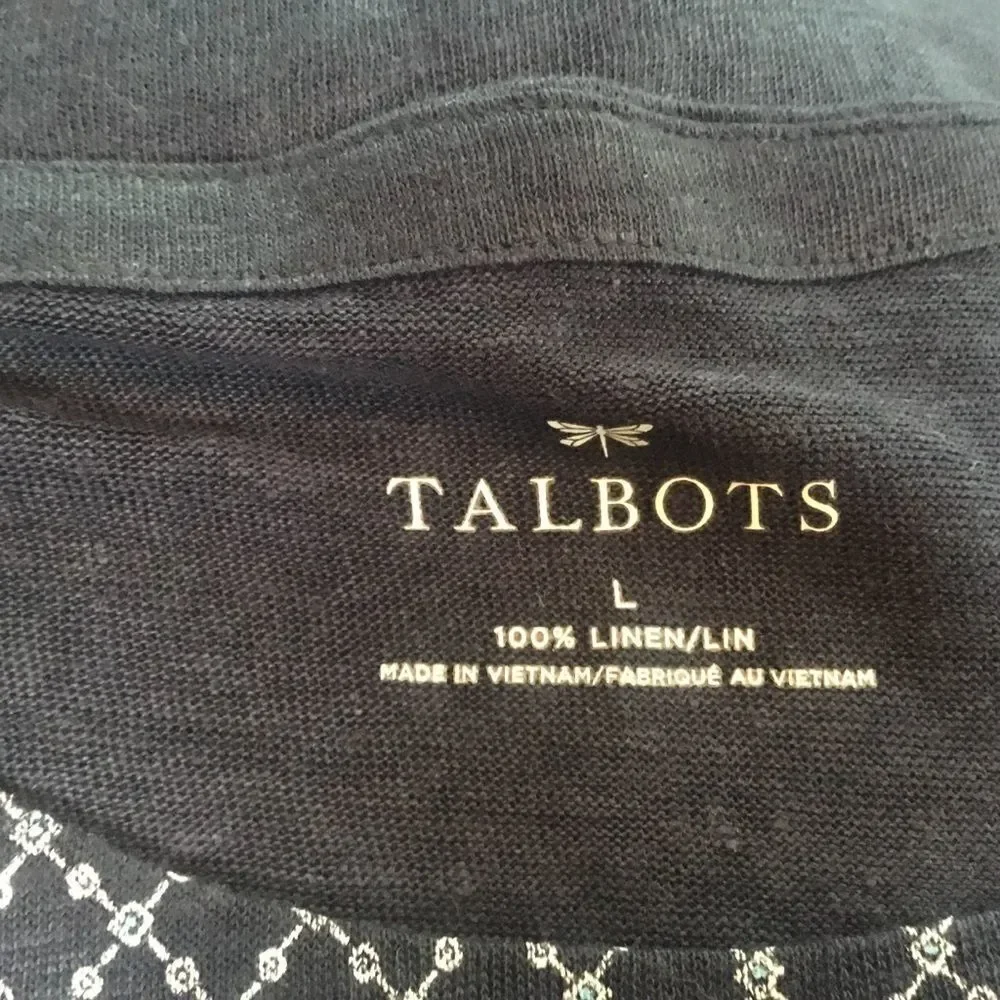 TALBOTS
L
100% LINEN/LIN
MADE IN VIETNAM/FABRIQUÉ AU VIETNAM